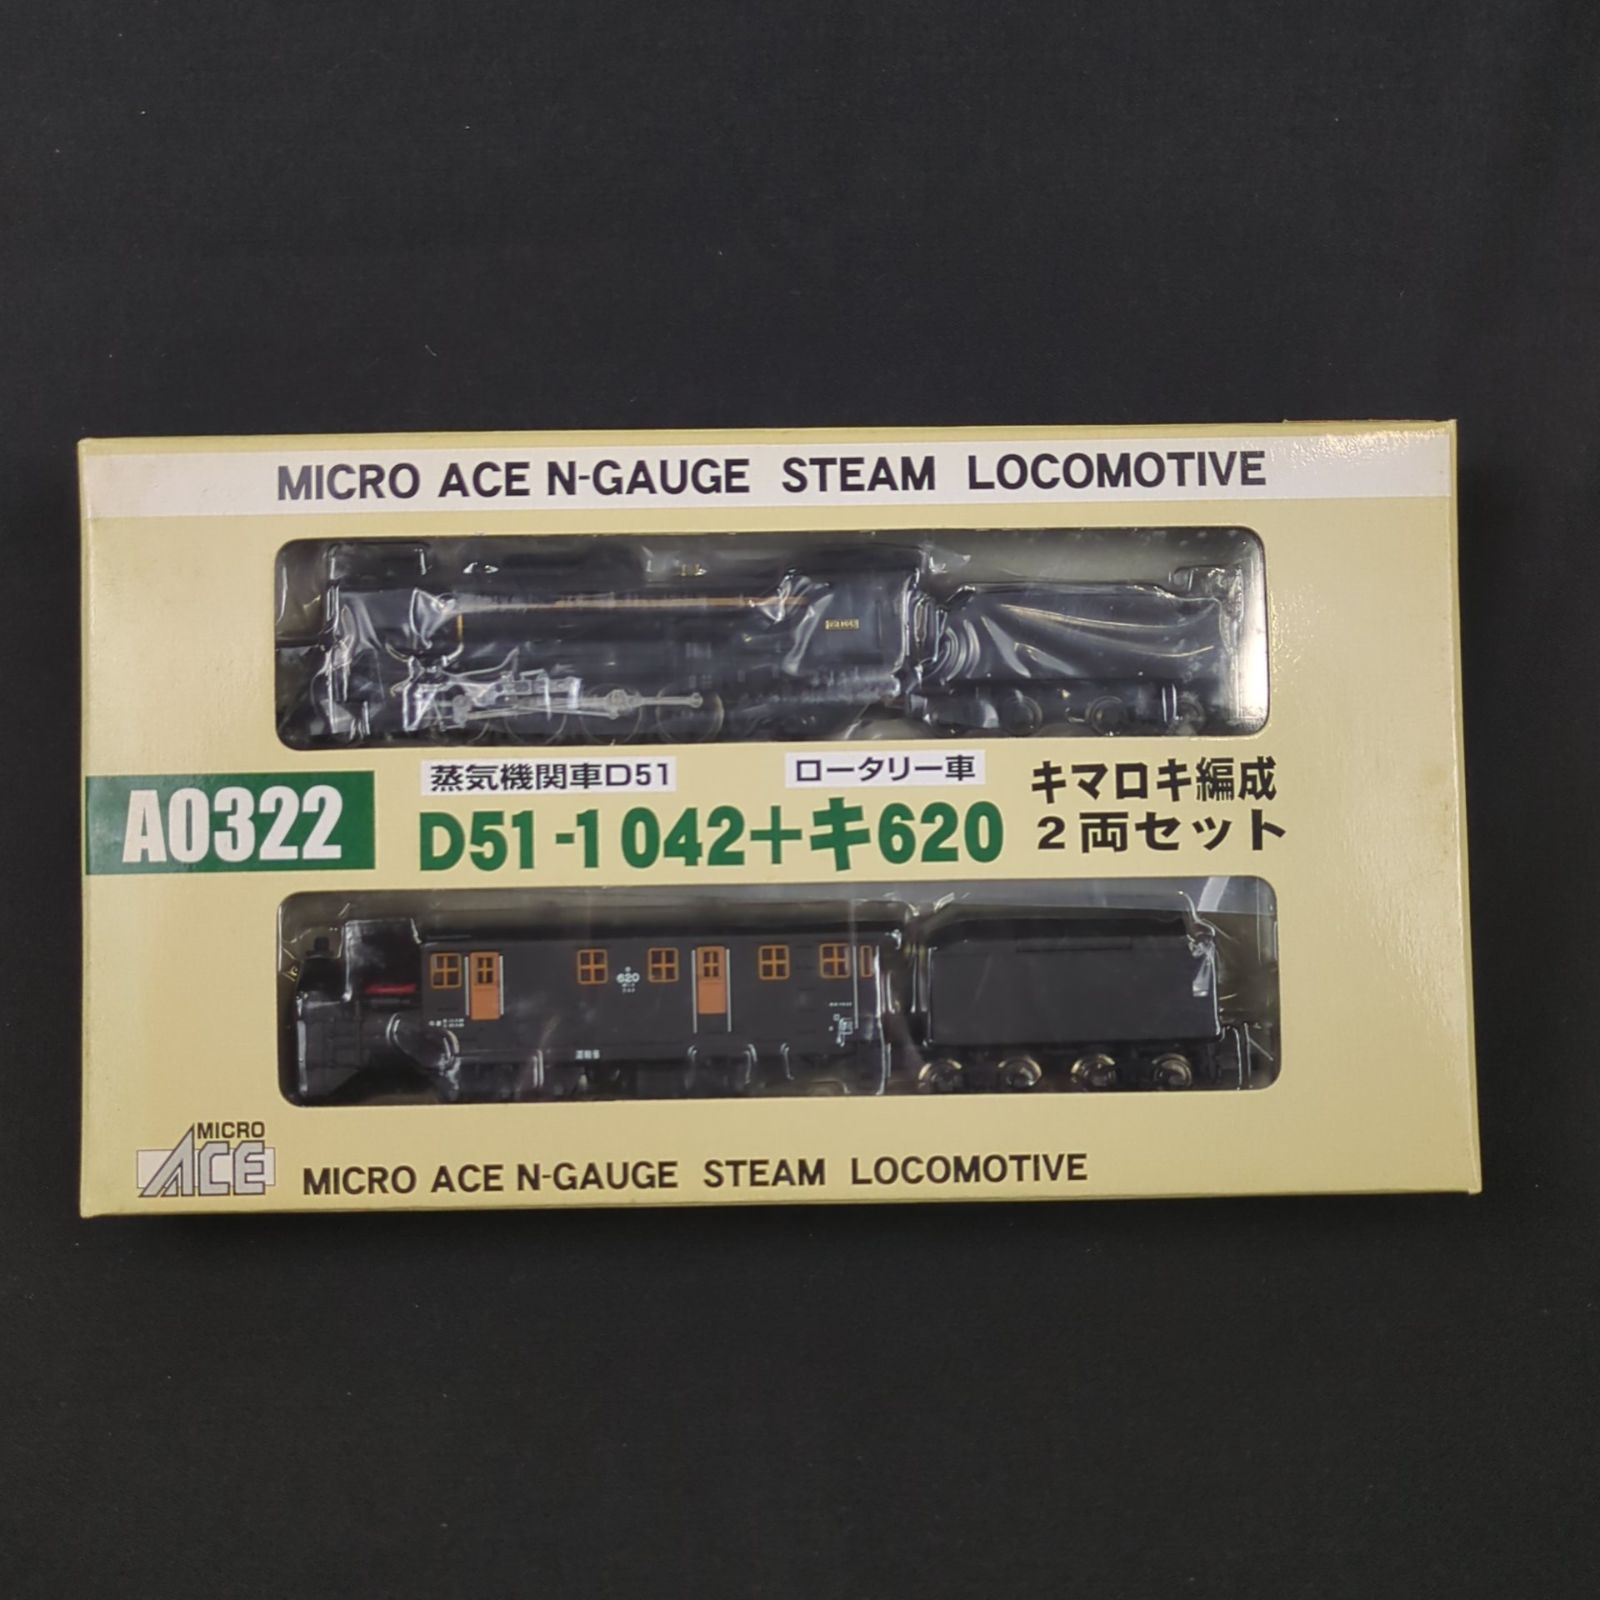 MICRO ACE N-GAUGE STEAM LOCOMOTIVE
蒸気機関車D51
ロータリー車
A0322
D51-1042+キ620
キマロキ編成
2両セット
620
MICRO
ACE
MICRO ACE N-GAUGE STEAM LOCOMOTIVE